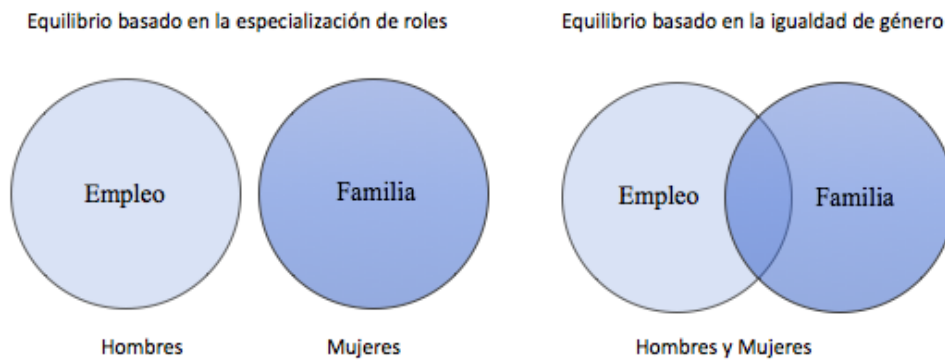 Equilibrio basado en la especialización de roles
Equilibrio basado en la igualdad de género
Empleo
Familia
Empleo
Familia
Hombres
Mujeres
Hombres y Mujeres